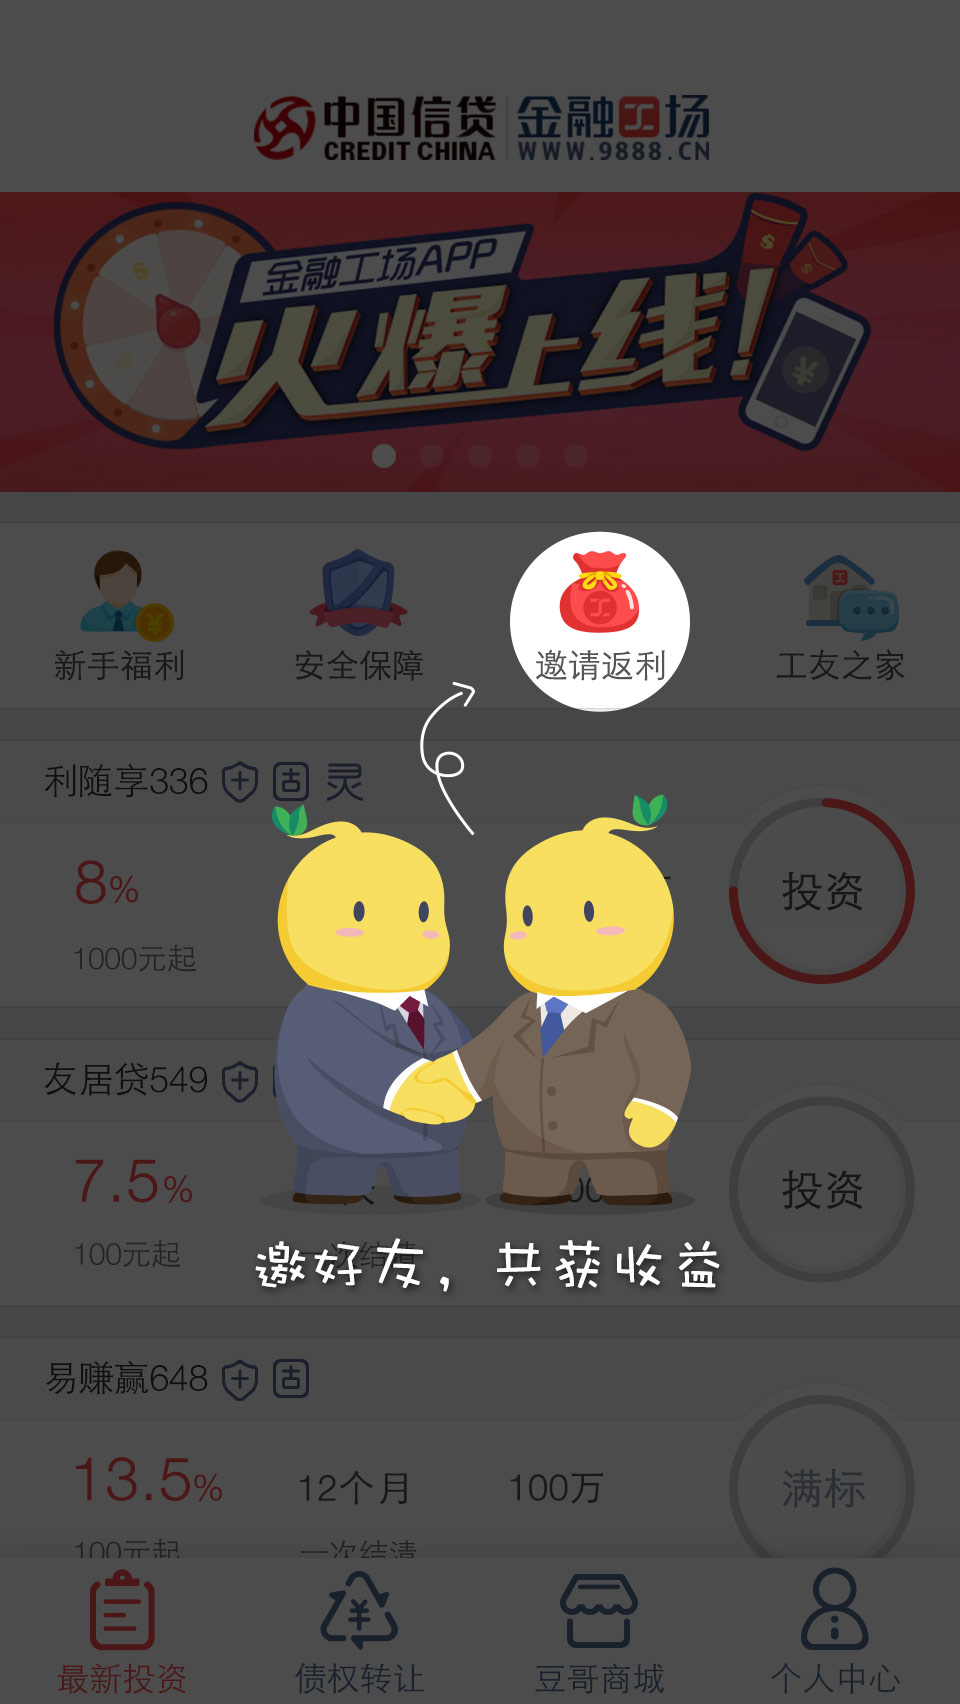 中国信贷 金融工场
CREDIT CHINA WWW.9888.CN
金融工场APP
火爆上线!
新手福利 安全保障 邀请返利 工友之家
利随享336 固 灵
8%
投资
1000元起
友居贷549
7.5%
投资
100元起 一次结清
邀好友，共获收益
易赚赢648 固
13.5% 12个月 100万
满标
100元起 一次结清
最新投资 债权转让 豆哥商城 个人中心